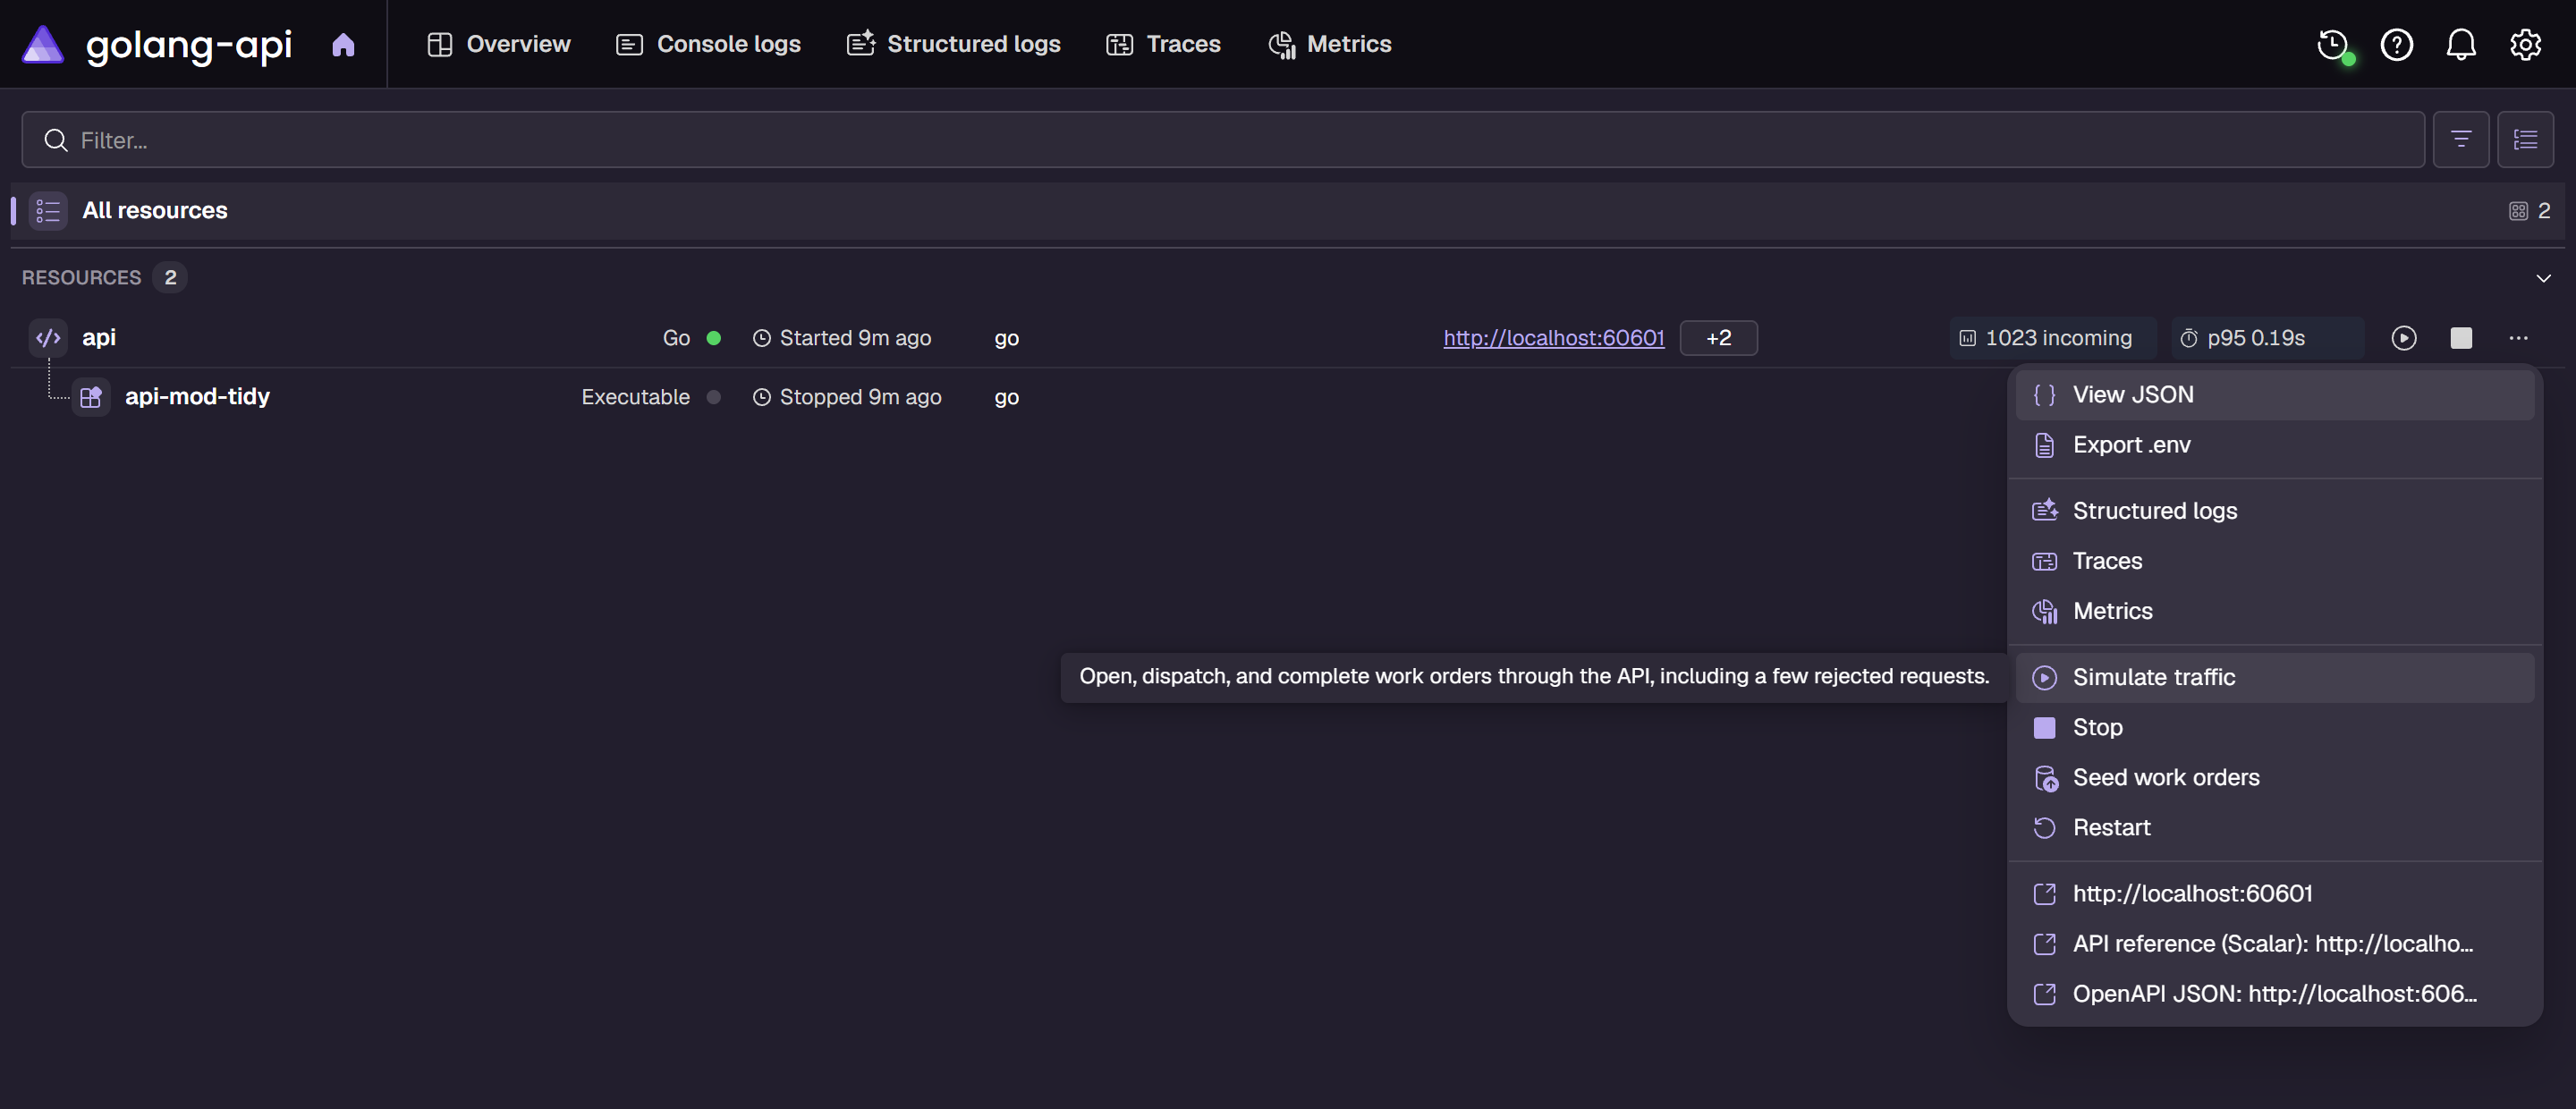 golang-api
Overview
Console logs
Structured logs
Traces
Metrics
Filter...
All resources
2
RESOURCES 2
api
Go
Started 9m ago
go
http://localhost:60601
+2
1023 incoming
p95 0.19s
api-mod-tidy
Executable
Stopped 9m ago
go
View JSON
Export .env
Structured logs
Traces
Metrics
Open, dispatch, and complete work orders through the API, including a few rejected requests.
Simulate traffic
Stop
Seed work orders
Restart
http://localhost:60601
API reference (Scalar): http://localho...
OpenAPI JSON: http://localhost:606...